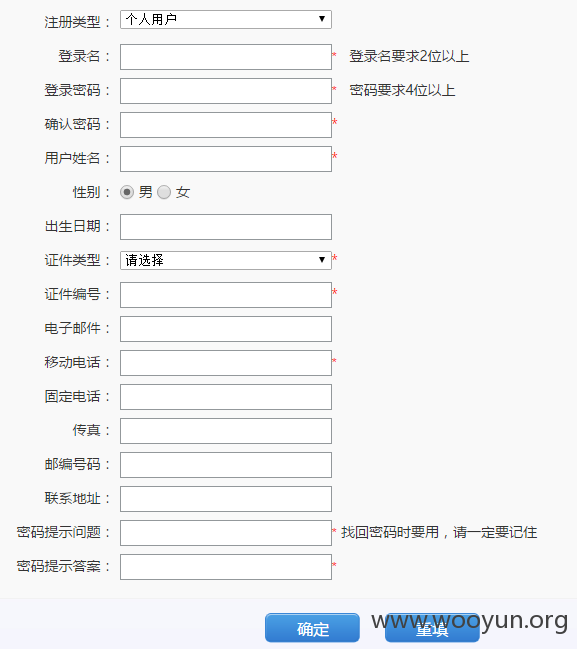 注册类型： 个人用户
登录名： * 登录名要求2位以上
登录密码： * 密码要求4位以上
确认密码： *
用户姓名： *
性别： 男 女
出生日期：
证件类型： 请选择 *
证件编号： *
电子邮件：
移动电话： *
固定电话：
传真：
邮编号码：
联系地址：
密码提示问题： * 找回密码时要用，请一定要记住
密码提示答案： *
确定 重填
www.wooyun.org